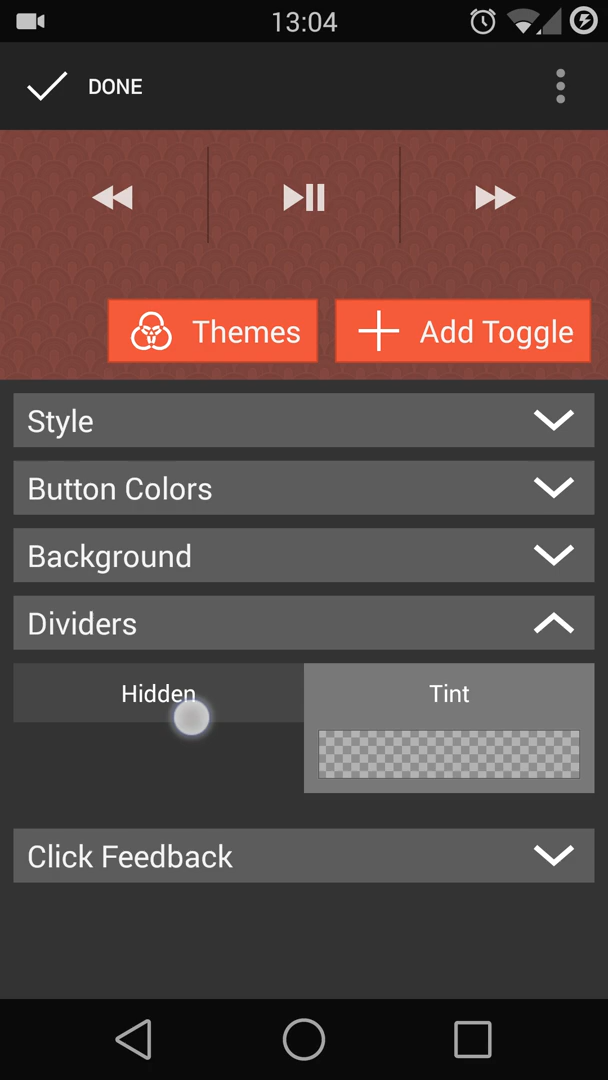 13:04
DONE
Themes
Add Toggle
Style
Button Colors
Background
Dividers
Hidden
Tint
Click Feedback